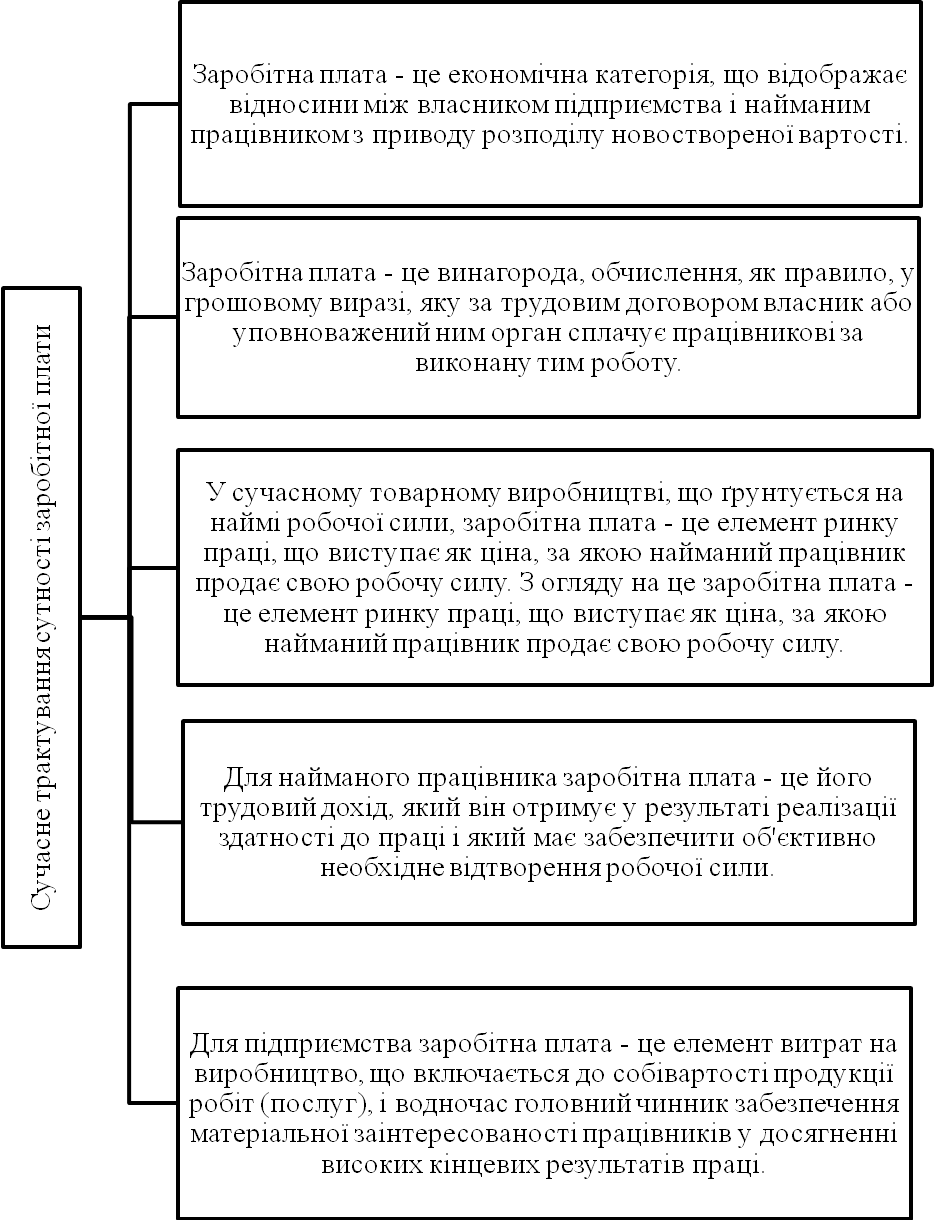 Сучасне трактування сутності заробітної плати
Заробітна плата - це економічна категорія, що відображає
відносини між власником підприємства і найманим
працівником з приводу розподілу новоствореної вартості.
Заробітна плата - це винагорода, обчислення, як правило, у
грошовому виразі, яку за трудовим договором власник або
уповноважений ним орган сплачує працівникові за
виконану тим роботу.
У сучасному товарному виробництві, що ґрунтується на
наймі робочої сили, заробітна плата - це елемент ринку
праці, що виступає як ціна, за якою найманий працівник
продає свою робочу силу. З огляду на це заробітна плата -
це елемент ринку праці, що виступає як ціна, за якою
найманий працівник продає свою робочу силу.
Для найманого працівника заробітна плата - це його
трудовий дохід, який він отримує у результаті реалізації
здатності до праці і який має забезпечити об'єктивно
необхідне відтворення робочої сили.
Для підприємства заробітна плата - це елемент витрат на
виробництво, що включається до собівартості продукції
робіт (послуг), і водночас головний чинник забезпечення
матеріальної заінтересованості працівників у досягненні
високих кінцевих результатів праці.